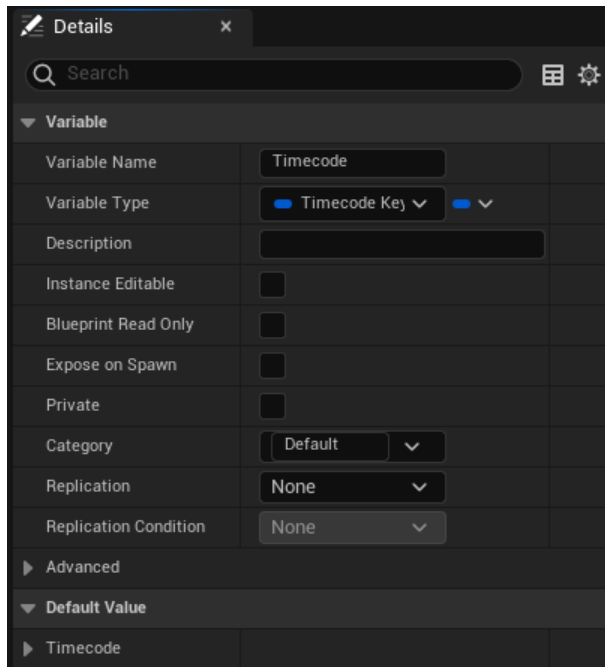 Details
Search
Variable
Variable Name Timecode
Variable Type Timecode Key
Description
Instance Editable
Blueprint Read Only
Expose on Spawn
Private
Category Default
Replication None
Replication Condition None
Advanced
Default Value
Timecode